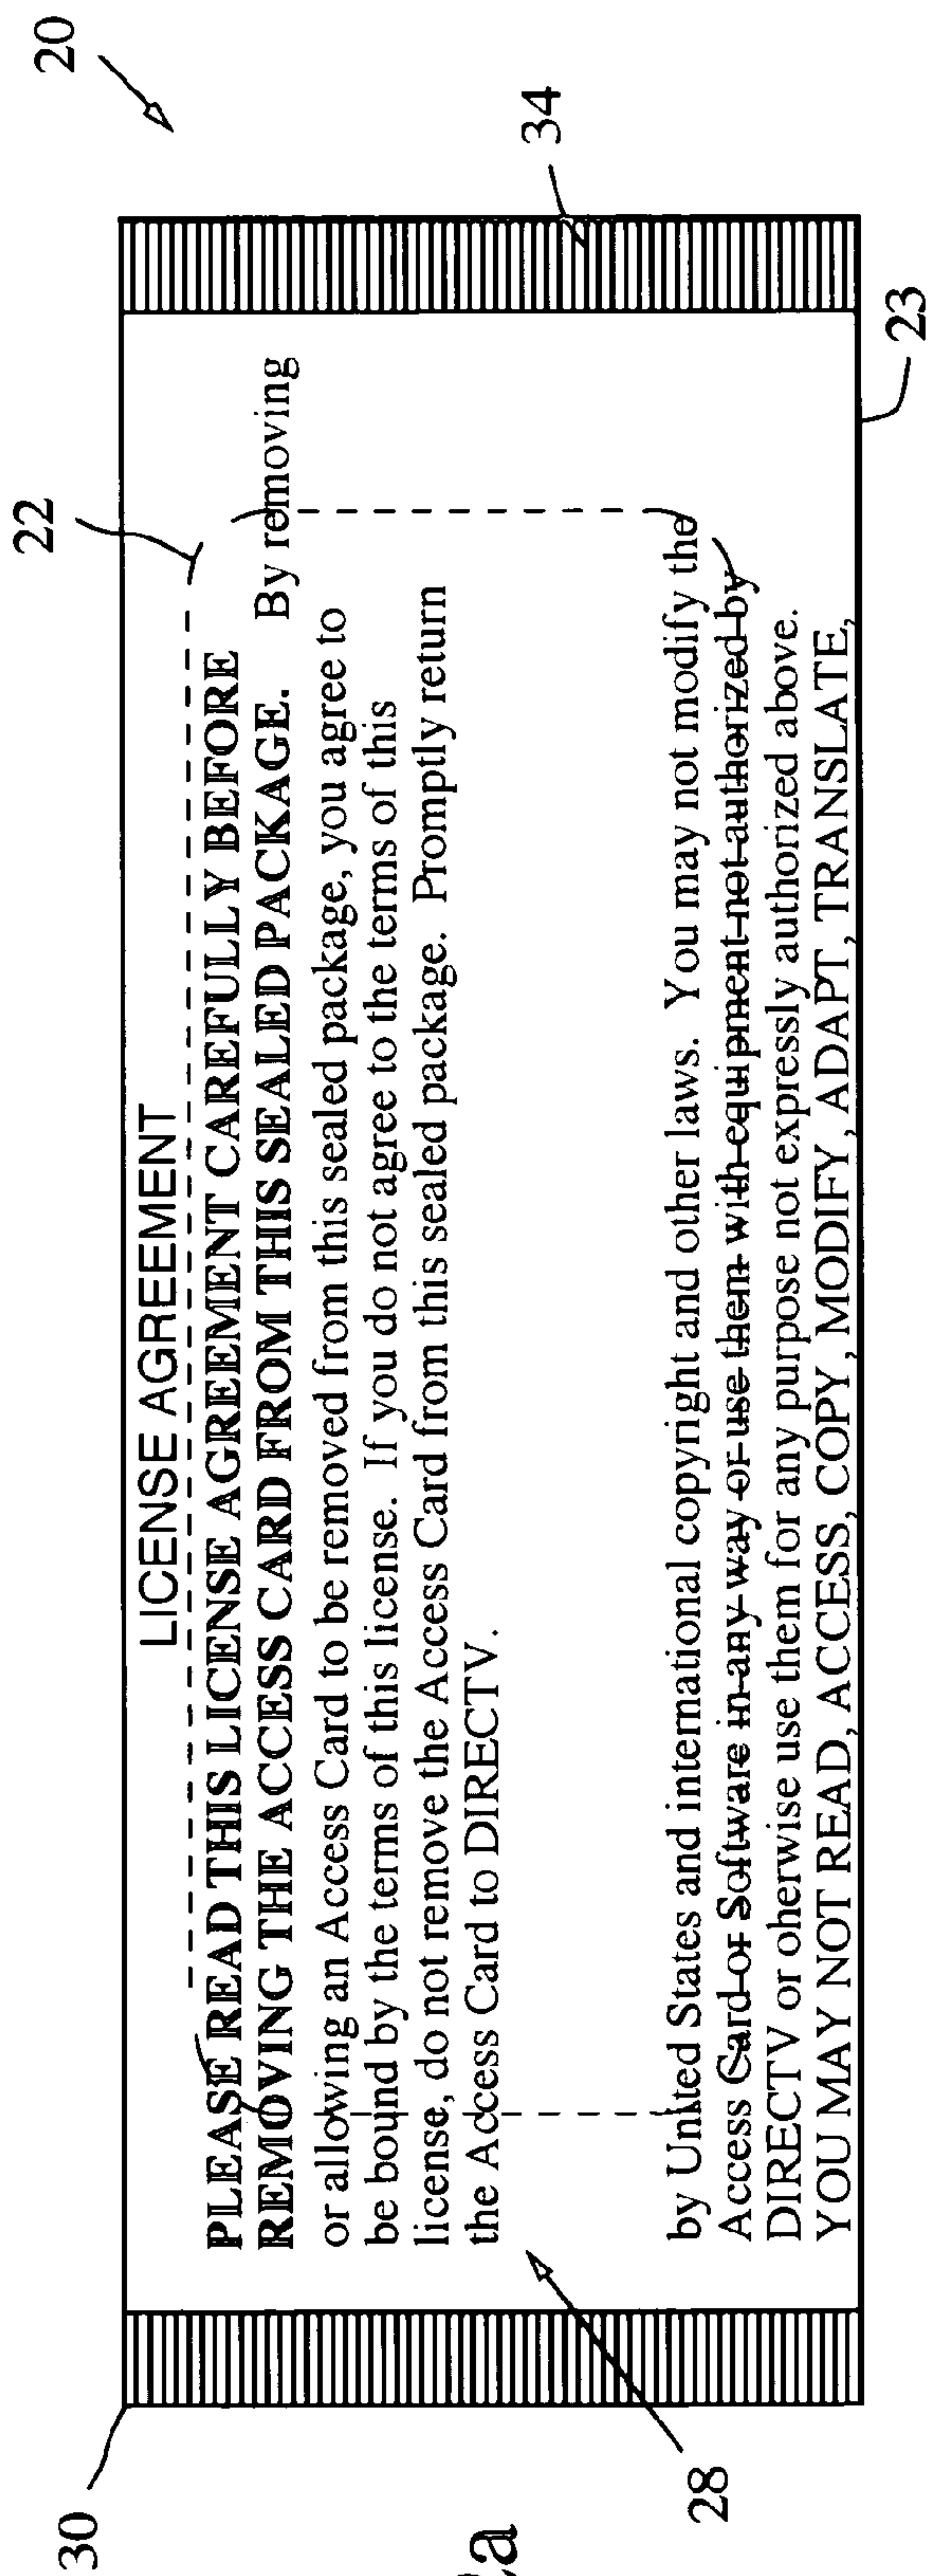 20
22
34
LICENSE AGREEMENT
PLEASE READ THIS LICENSE AGREEMENT CAREFULLY BEFORE
REMOVING THE ACCESS CARD FROM THIS SEALED PACKAGE. By removing
or allowing an Access Card to be removed from this sealed package, you agree to
be bound by the terms of this license. If you do not agree to the terms of this
license, do not remove the Access Card from this sealed package. Promptly return
the Access Card to DIRECTV.
by United States and international copyright and other laws. You may not modify the
Access Card or Software in any way or use them with equipment not authorized by
DIRECTV or oherwise use them for any purpose not expressly authorized above.
YOU MAY NOT READ, ACCESS, COPY, MODIFY, ADAPT, TRANSLATE,
23
30
28